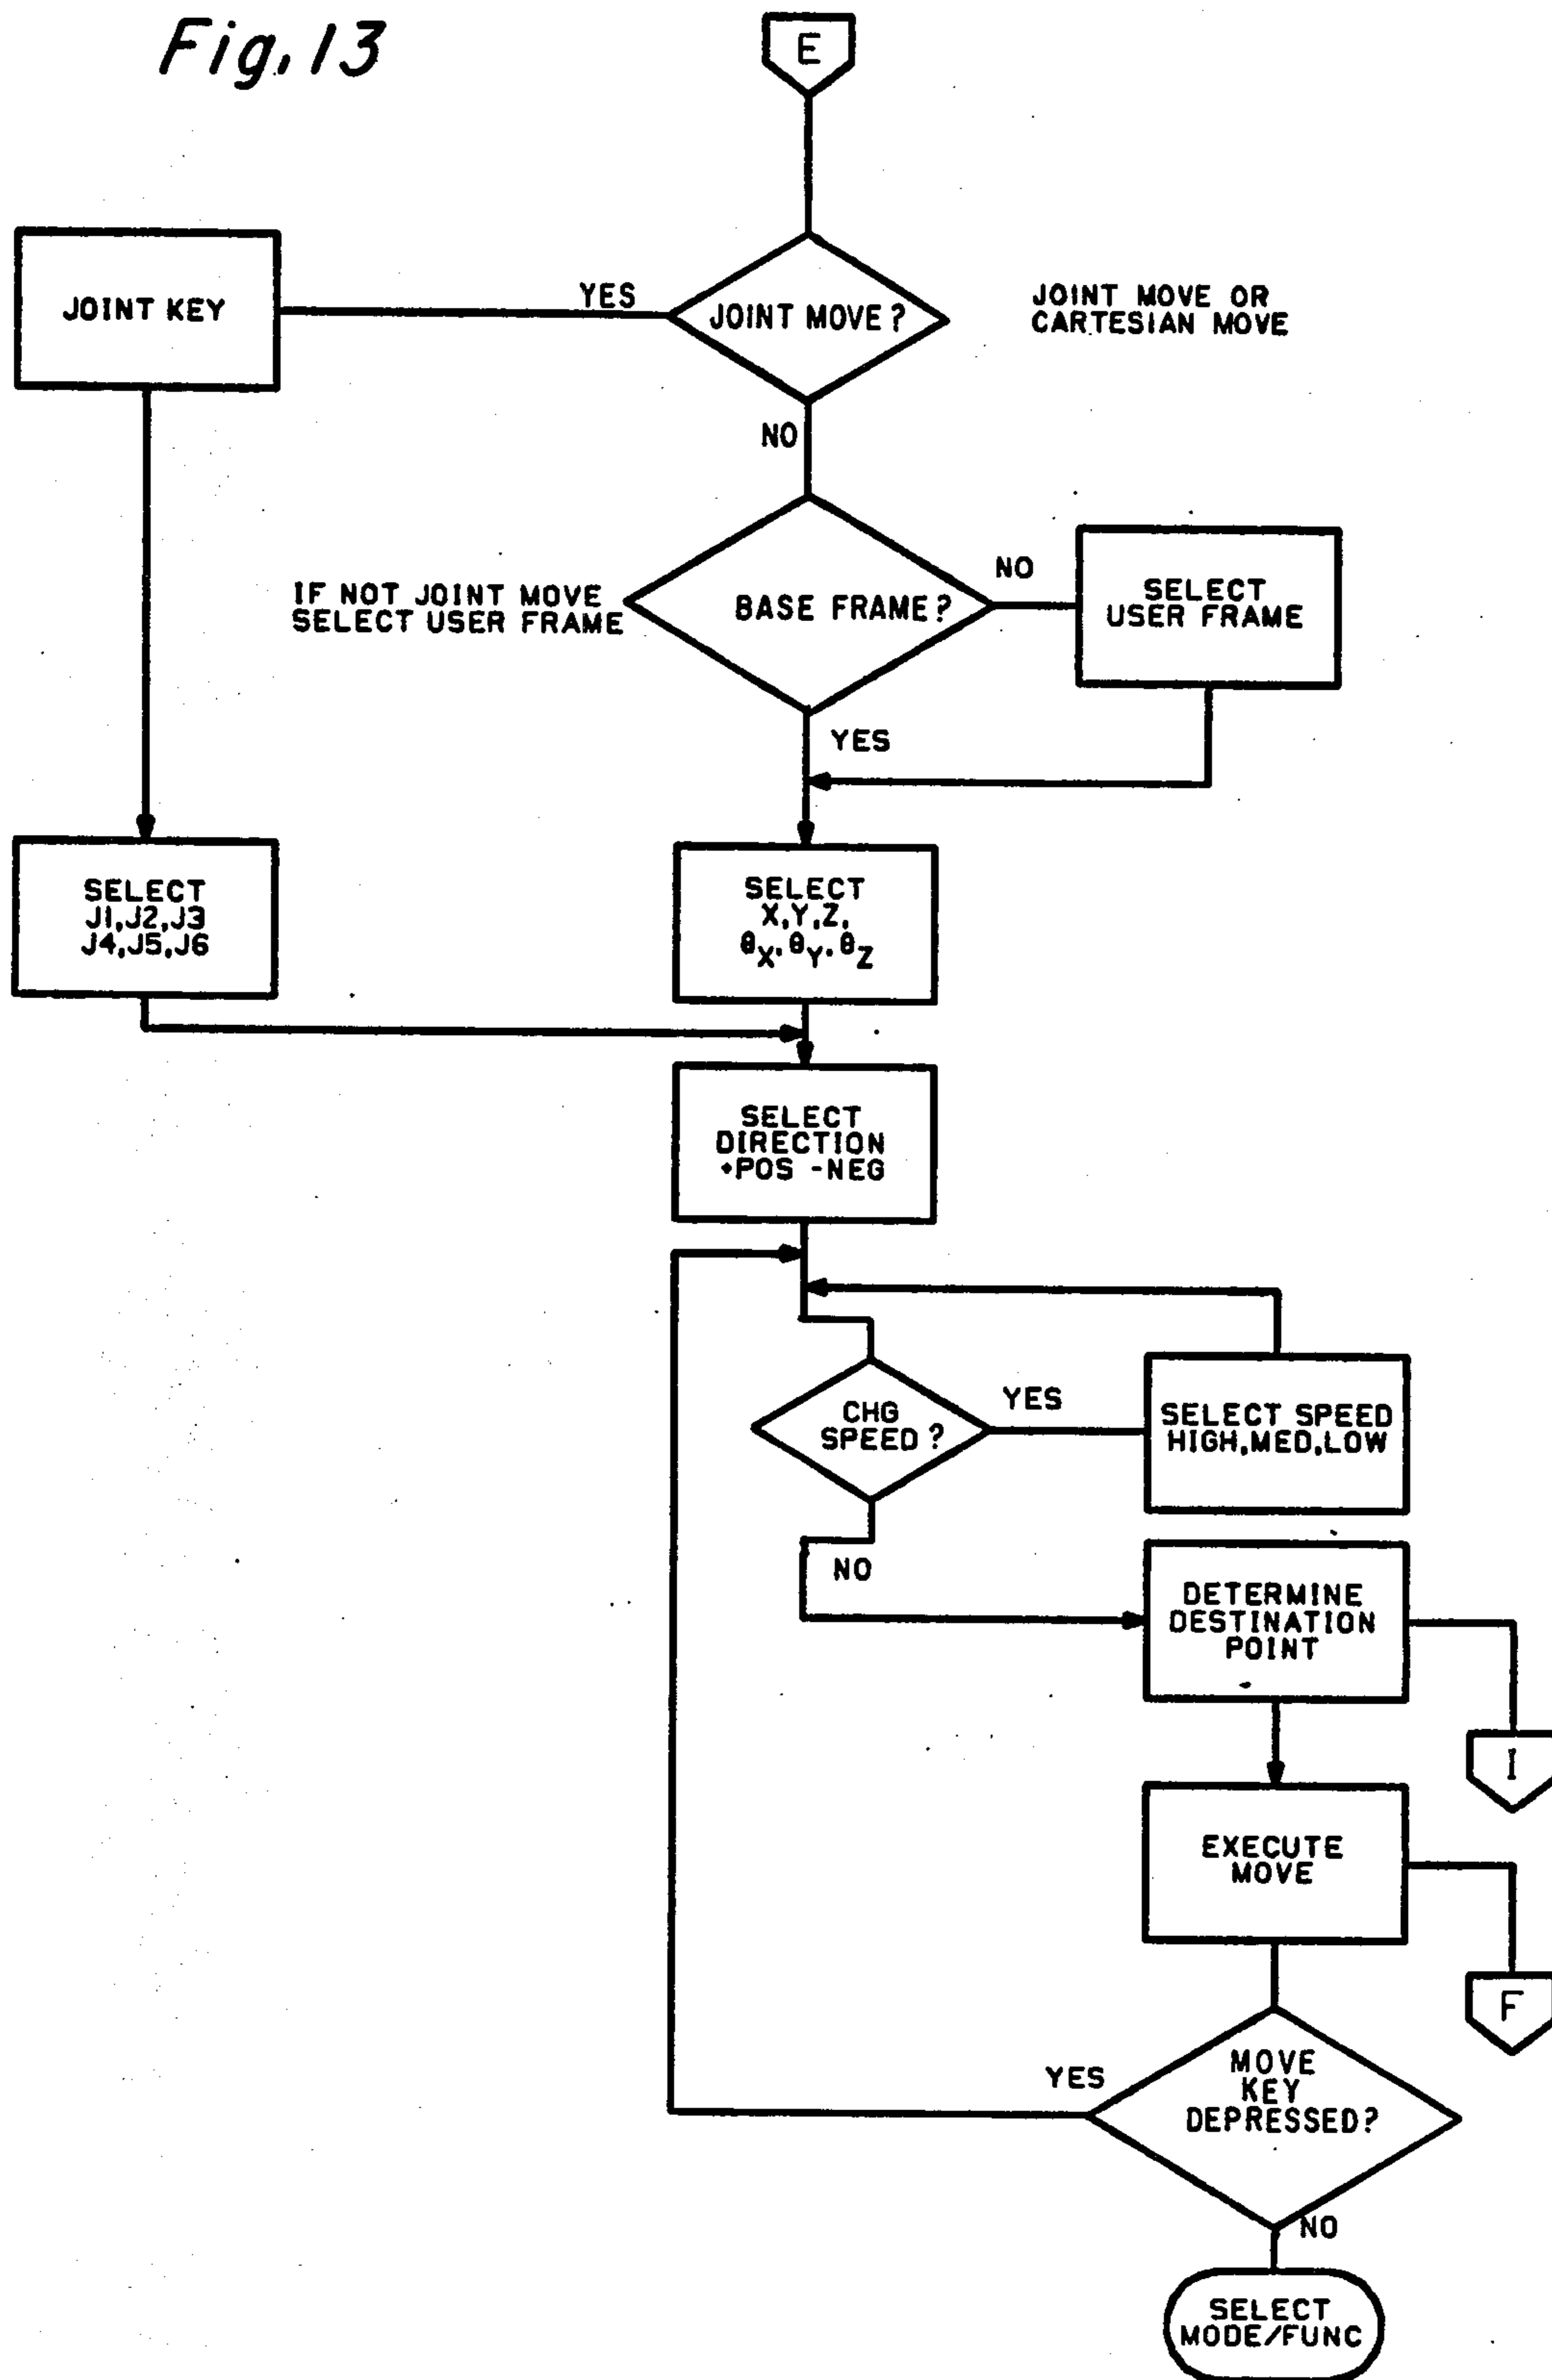 Fig. 13
E
JOINT KEY
YES
JOINT MOVE?
JOINT MOVE OR
CARTESIAN MOVE
NO
IF NOT JOINT MOVE
SELECT USER FRAME
BASE FRAME?
NO
SELECT
USER FRAME
YES
SELECT
J1,J2,J3
J4,J5,J6
SELECT
X,Y,Z,
θX,θY,θZ
SELECT
DIRECTION
+POS -NEG
CHG
SPEED?
YES
SELECT SPEED
HIGH,MED,LOW
NO
DETERMINE
DESTINATION
POINT
I
EXECUTE
MOVE
F
YES
MOVE
KEY
DEPRESSED?
NO
SELECT
MODE/FUNC